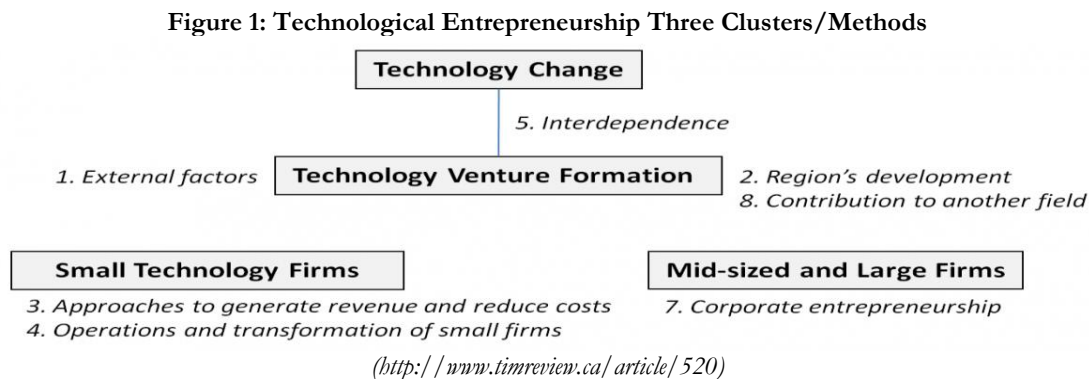 Figure 1: Technological Entrepreneurship Three Clusters/Methods
Technology Change
5. Interdependence
1. External factors
Technology Venture Formation
2. Region's development
8. Contribution to another field
Small Technology Firms
3. Approaches to generate revenue and reduce costs
4. Operations and transformation of small firms
Mid-sized and Large Firms
7. Corporate entrepreneurship
(http://www.timreview.ca/article/520)